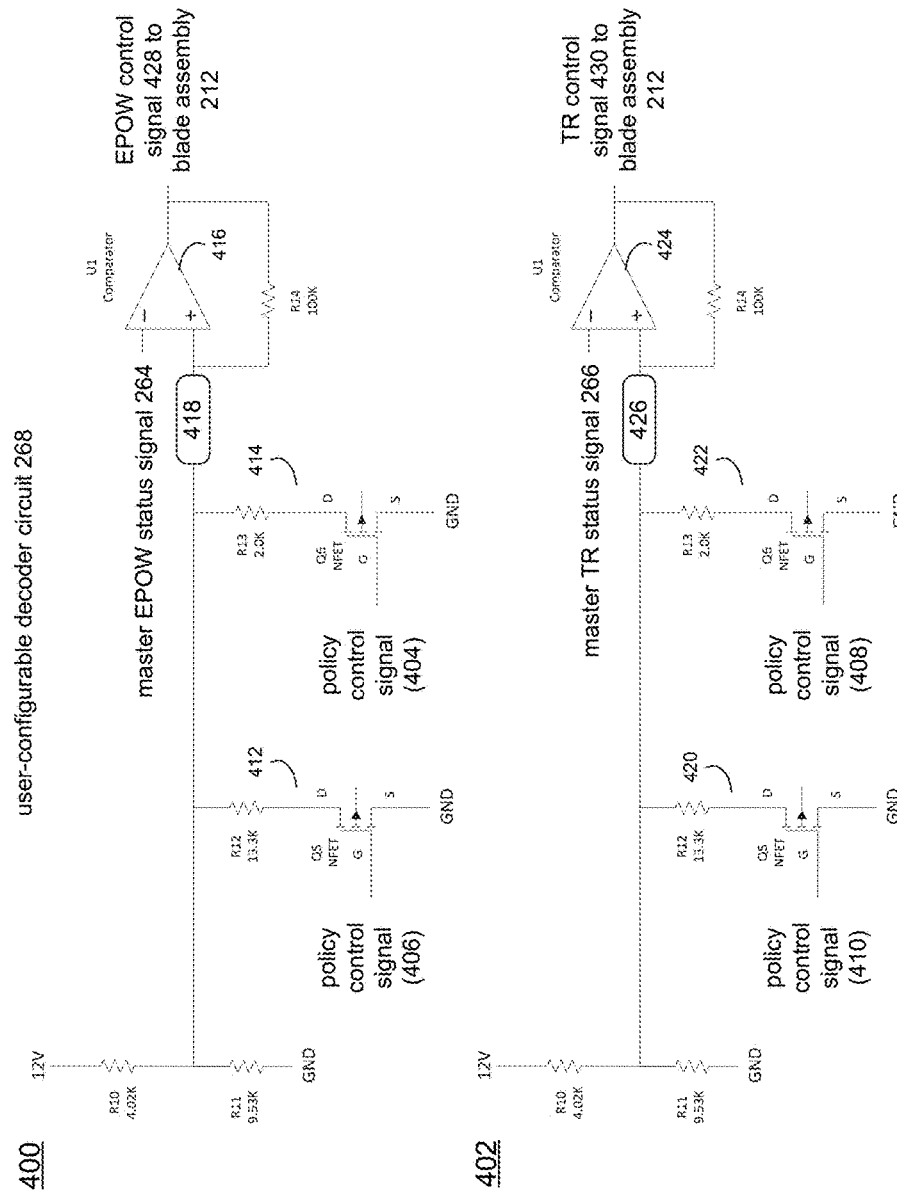 user-configurable decoder circuit 268
400
12V
R10
4.02K
R11
9.53K
GND
policy
control
signal
(406)
412
R12
13.3K
Q5
NFET
D
G
S
GND
policy
control
signal
(404)
414
R13
2.0K
Q6
NFET
D
G
S
GND
master EPOW status signal 264
418
U1
Comparator
−
+
416
R14
100K
EPOW control
signal 428 to
blade assembly
212
402
12V
R10
4.02K
R11
9.53K
GND
policy
control
signal
(410)
420
R12
13.3K
Q5
NFET
D
G
S
GND
policy
control
signal
(408)
422
R13
2.0K
Q6
NFET
D
G
S
GND
master TR status signal 266
426
U1
Comparator
−
+
424
R14
100K
TR control
signal 430 to
blade assembly
212